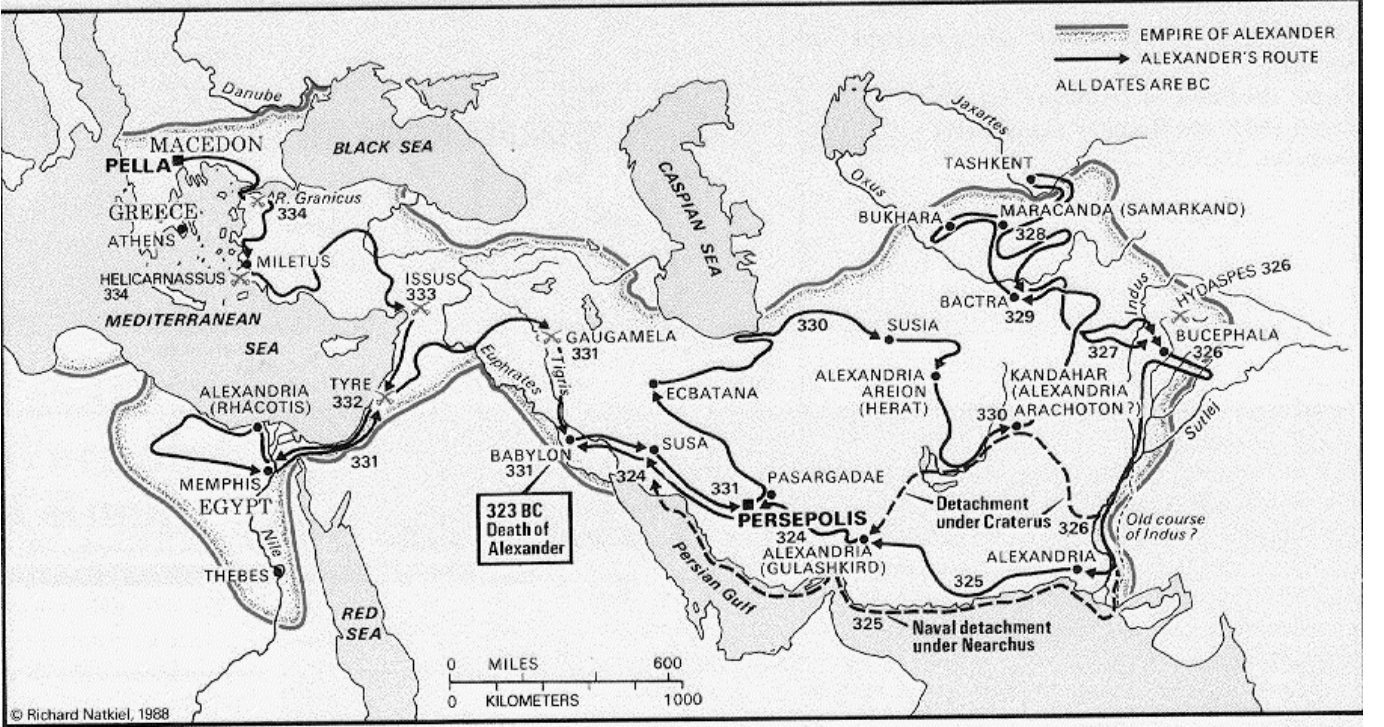 EMPIRE OF ALEXANDER
ALEXANDER'S ROUTE
ALL DATES ARE BC
Danube
MACEDON
PELLA
BLACK SEA
R. Granicus
334
GREECE
ATHENS
MILETUS
HELICARNASSUS
334
ISSUS
333
MEDITERRANEAN
SEA
CASPIAN SEA
Jaxartes
TASHKENT
Oxus
BUKHARA
MARACANDA (SAMARKAND)
328
BACTRA
329
Indus
HYDASPES 326
BUCEPHALA
326
327
330
SUSIA
GAUGAMELA
331
Euphrates
Tigris
ECBATANA
ALEXANDRIA
AREION
(HERAT)
KANDAHAR
(ALEXANDRIA
ARACHOTON?)
330
Sutlej
ALEXANDRIA
(RHACOTIS)
TYRE
332
331
MEMPHIS
EGYPT
Nile
THEBES
RED
SEA
BABYLON
331
SUSA
324
323 BC
Death of
Alexander
331
PASARGADAE
PERSEPOLIS
324
ALEXANDRIA
(GULASHKIRD)
Persian Gulf
Detachment
under Craterus
326
Old course
of Indus?
ALEXANDRIA
325
325
Naval detachment
under Nearchus
0 MILES 600
0 KILOMETERS 1000
© Richard Natkiel, 1988